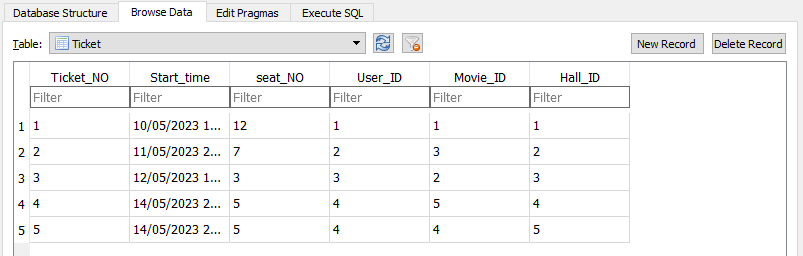 Database Structure Browse Data Edit Pragmas Execute SQL
Table: Ticket New Record Delete Record
Ticket_NO Start_time seat_NO User_ID Movie_ID Hall_ID
Filter Filter Filter Filter Filter Filter
1 1 10/05/2023 1... 12 1 1 1
2 2 11/05/2023 2... 7 2 3 2
3 3 12/05/2023 1... 3 3 2 3
4 4 14/05/2023 2... 5 4 5 4
5 5 14/05/2023 2... 5 4 4 5